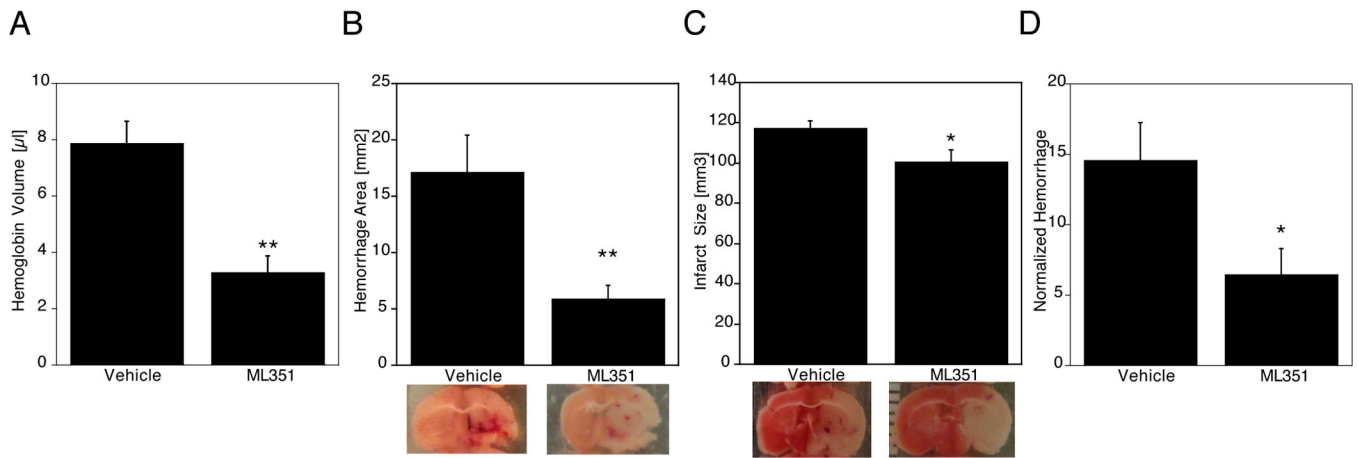 A
B
C
D
Hemoglobin Volume [µl]
10
8
6
4
2
0
**
Vehicle
ML351
Hemorrhage Area [mm2]
25
20
15
10
5
0
**
Vehicle
ML351
Infarct Size [mm3]
140
120
100
80
60
40
20
0
*
Vehicle
ML351
Normalized Hemorrhage
20
15
10
5
0
*
Vehicle
ML351